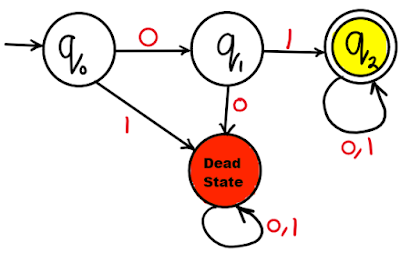 q₀ 0 q₁ 1 q₂
1 0 0,1
Dead
State
0,1